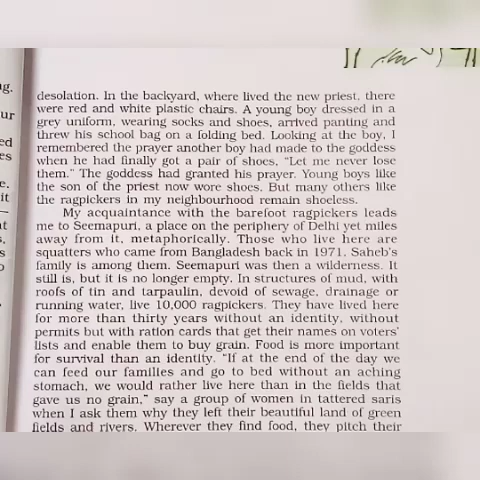 desolation. In the backyard, where lived the new priest, there
were red and white plastic chairs. A young boy dressed in a
grey uniform, wearing socks and shoes, arrived panting and
threw his school bag on a folding bed. Looking at the boy, I
remembered the prayer another boy had made to the goddess
when he had finally got a pair of shoes, “Let me never lose
them.” The goddess had granted his prayer. Young boys like
the son of the priest now wore shoes. But many others like
the ragpickers in my neighbourhood remain shoeless.
My acquaintance with the barefoot ragpickers leads
me to Seemapuri, a place on the periphery of Delhi yet miles
away from it, metaphorically. Those who live here are
squatters who came from Bangladesh back in 1971. Saheb’s
family is among them. Seemapuri was then a wilderness. It
still is, but it is no longer empty. In structures of mud, with
roofs of tin and tarpaulin, devoid of sewage, drainage or
running water, live 10,000 ragpickers. They have lived here
for more than thirty years without an identity, without
permits but with ration cards that get their names on voters’
lists and enable them to buy grain. Food is more important
for survival than an identity. “If at the end of the day we
can feed our families and go to bed without an aching
stomach, we would rather live here than in the fields that
gave us no grain,” say a group of women in tattered saris
when I ask them why they left their beautiful land of green
fields and rivers. Wherever they find food, they pitch their